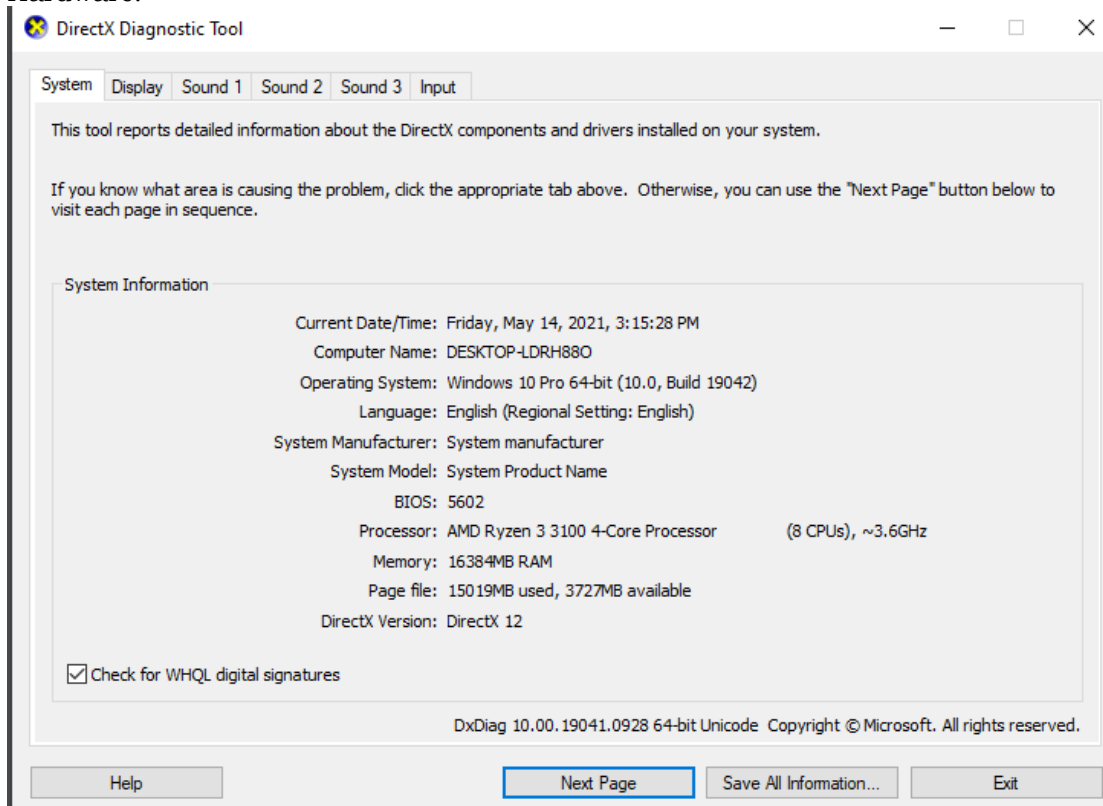 Hardware:
DirectX Diagnostic Tool
System Display Sound 1 Sound 2 Sound 3 Input
This tool reports detailed information about the DirectX components and drivers installed on your system.
If you know what area is causing the problem, click the appropriate tab above. Otherwise, you can use the "Next Page" button below to
visit each page in sequence.
System Information
Current Date/Time: Friday, May 14, 2021, 3:15:28 PM
Computer Name: DESKTOP-LDRH88O
Operating System: Windows 10 Pro 64-bit (10.0, Build 19042)
Language: English (Regional Setting: English)
System Manufacturer: System manufacturer
System Model: System Product Name
BIOS: 5602
Processor: AMD Ryzen 3 3100 4-Core Processor (8 CPUs), ~3.6GHz
Memory: 16384MB RAM
Page file: 15019MB used, 3727MB available
DirectX Version: DirectX 12
Check for WHQL digital signatures
DxDiag 10.00.19041.0928 64-bit Unicode Copyright © Microsoft. All rights reserved.
Help Next Page Save All Information... Exit